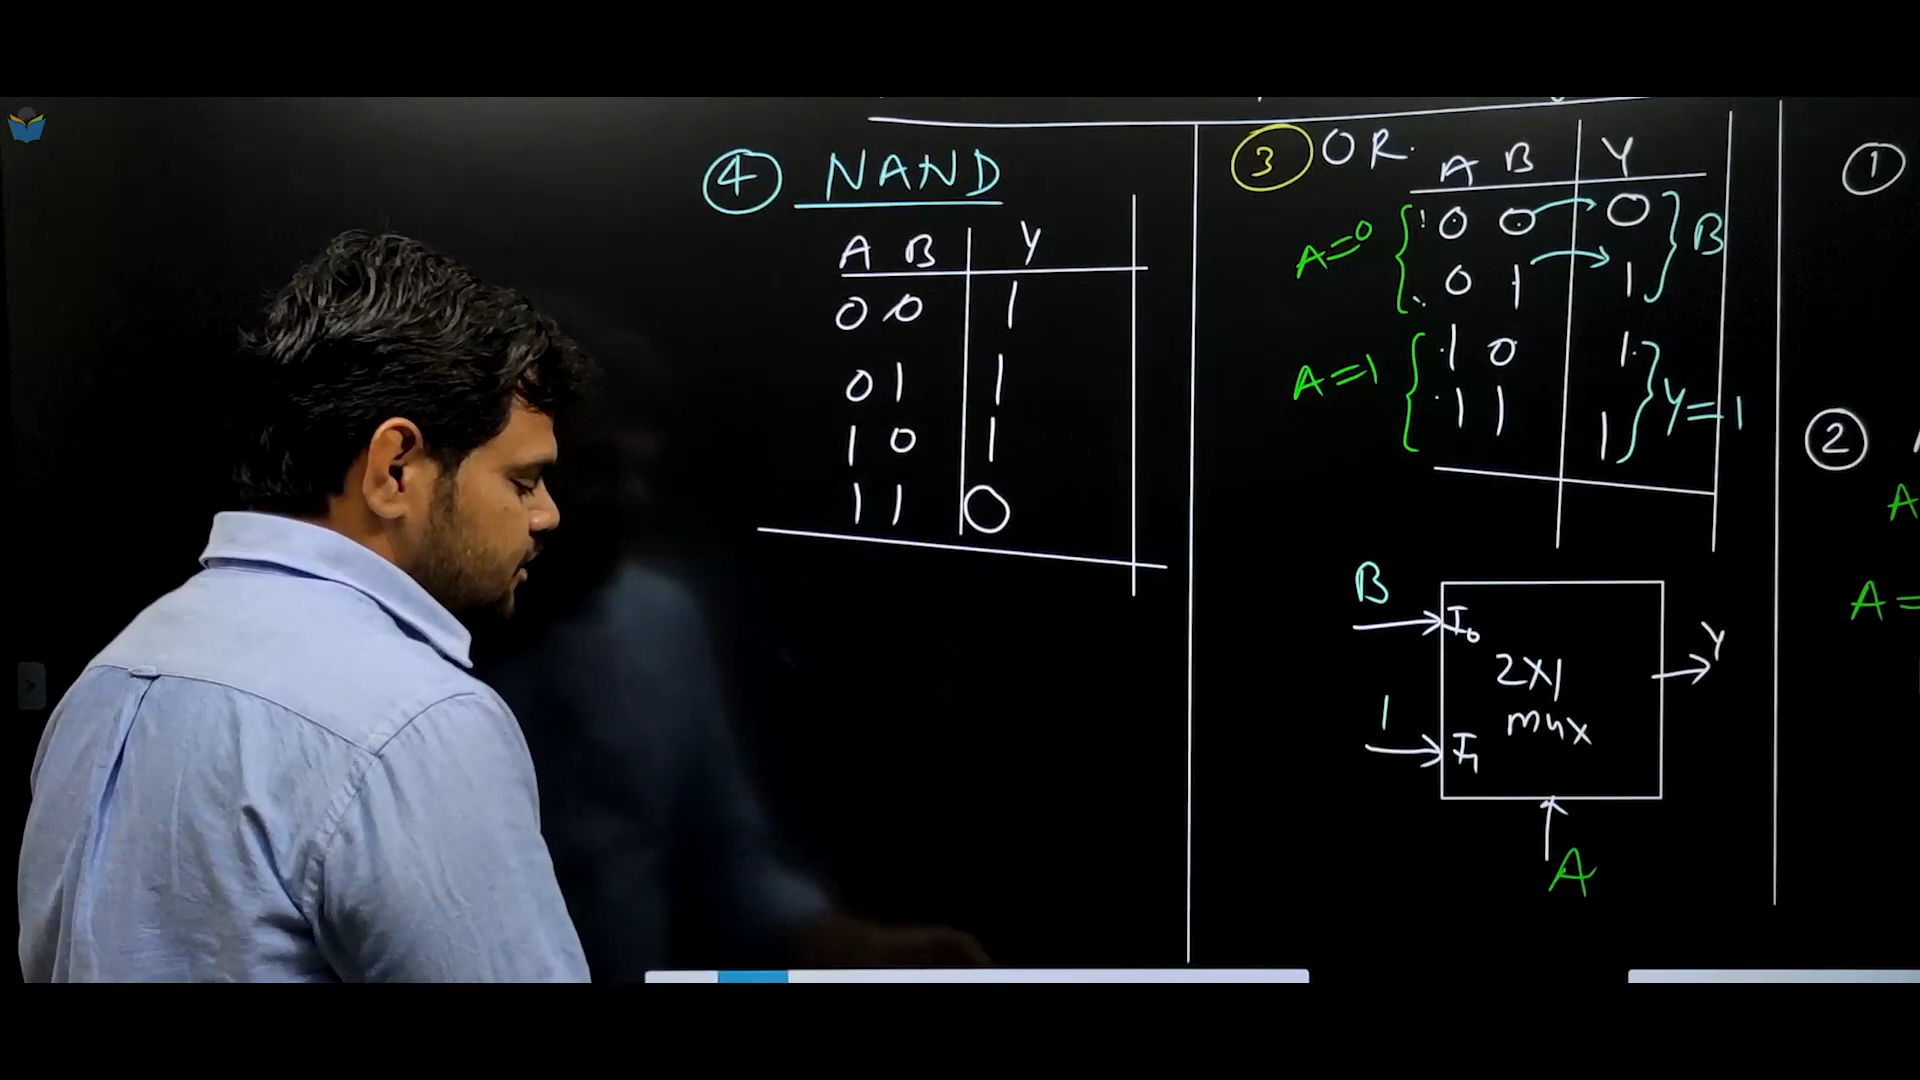 ④ NAND
A B Y
0 0 1
0 1 1
1 0 1
1 1 0
③ OR.
A B Y
A=0
0 0 0
0 1 1
B
A=1
1 0 1
1 1 1
Y=1
B
I₀
2X1
mux
Y
1
I₁
A
①
②
A
A=